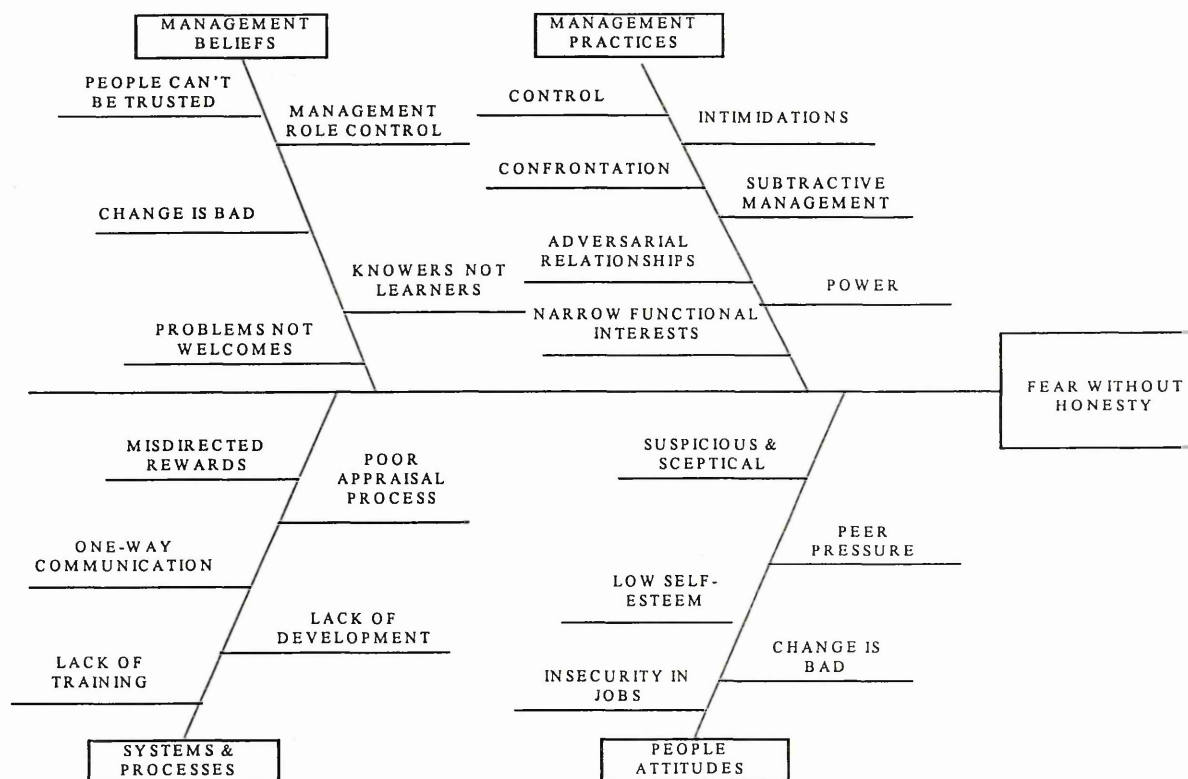 MANAGEMENT
BELIEFS
MANAGEMENT
PRACTICES
PEOPLE CAN'T
BE TRUSTED
MANAGEMENT
ROLE CONTROL
CHANGE IS BAD
KNOWERS NOT
LEARNERS
PROBLEMS NOT
WELCOMES
CONTROL
INTIMIDATIONS
CONFRONTATION
SUBTRACTIVE
MANAGEMENT
ADVERSARIAL
RELATIONSHIPS
POWER
NARROW FUNCTIONAL
INTERESTS
FEAR WITHOUT
HONESTY
MISDIRECTED
REWARDS
POOR
APPRAISAL
PROCESS
ONE-WAY
COMMUNICATION
LACK OF
DEVELOPMENT
LACK OF
TRAINING
SUSPICIOUS &
SCEPTICAL
PEER
PRESSURE
LOW SELF-
ESTEEM
CHANGE IS
BAD
INSECURITY IN
JOBS
SYSTEMS &
PROCESSES
PEOPLE
ATTITUDES